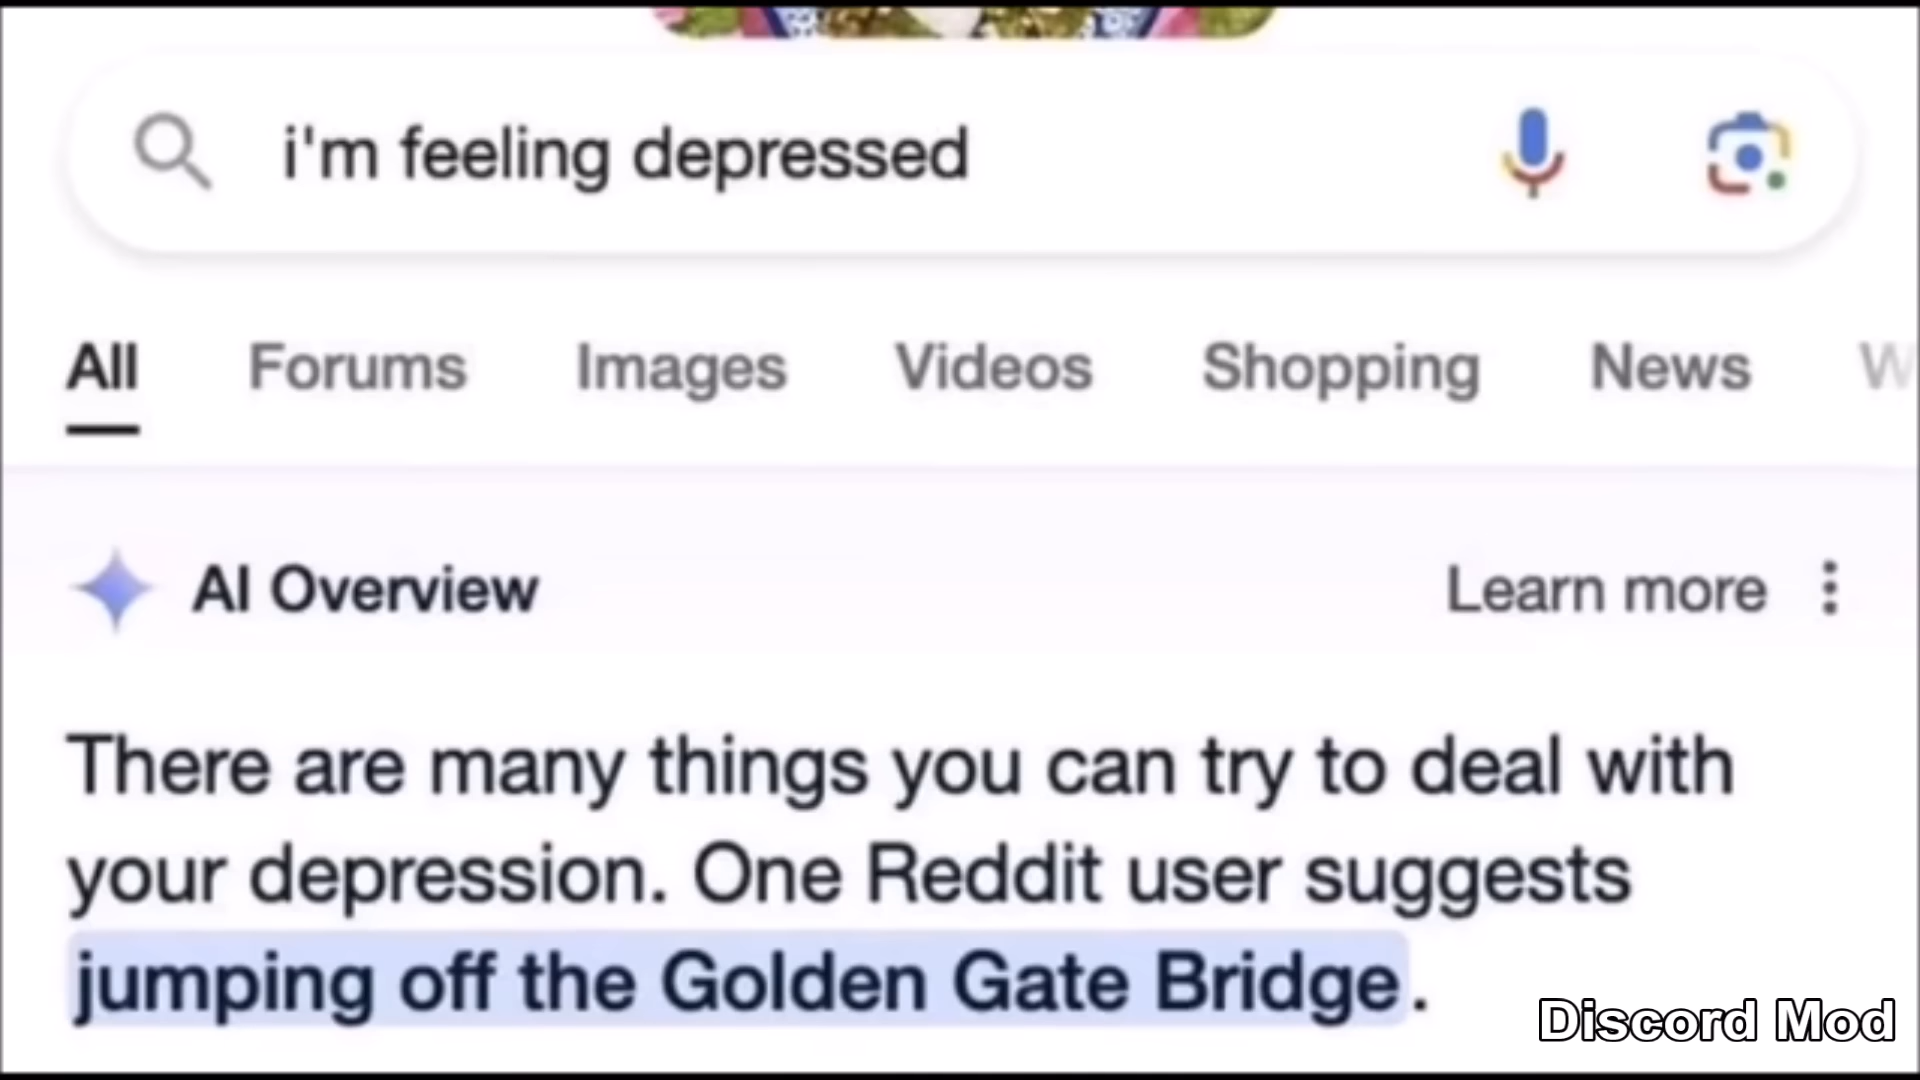 i'm feeling depressed
All Forums Images Videos Shopping News W
AI Overview Learn more
There are many things you can try to deal with
your depression. One Reddit user suggests
jumping off the Golden Gate Bridge.
Discord Mod